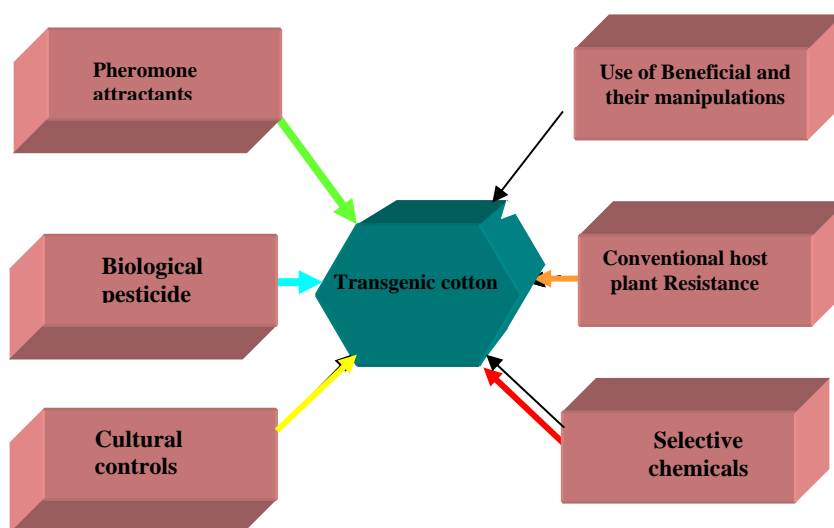 Pheromone
attractants
Use of Beneficial and
their manipulations
Biological
pesticide
Transgenic cotton
Conventional host
plant Resistance
Cultural
controls
Selective
chemicals